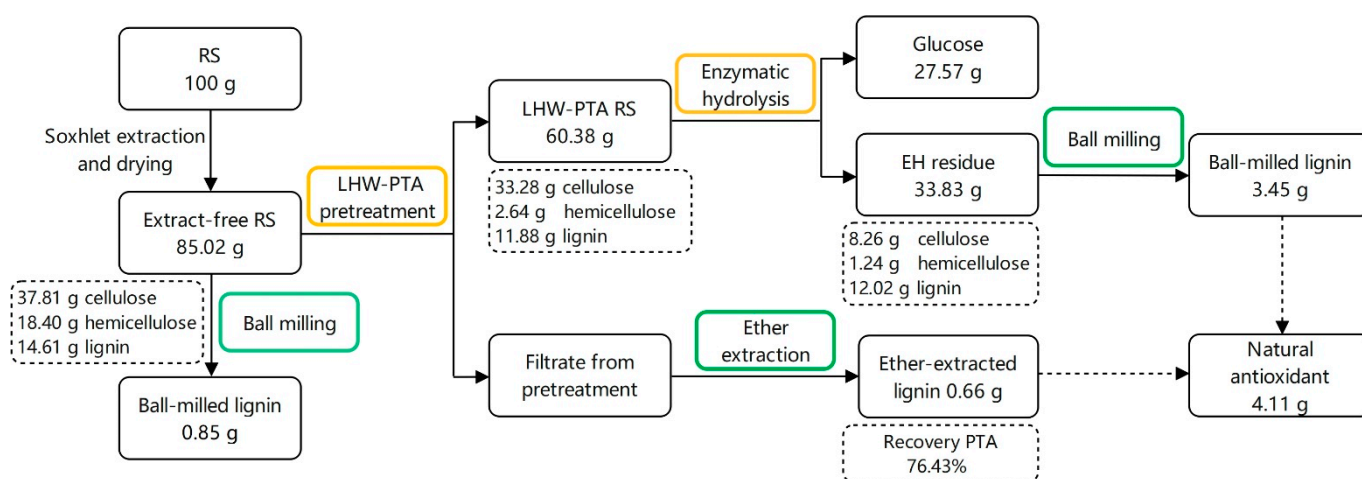 RS
100 g
Soxhlet extraction
and drying
Extract-free RS
85.02 g
37.81 g cellulose
18.40 g hemicellulose
14.61 g lignin
Ball milling
Ball-milled lignin
0.85 g
LHW-PTA
pretreatment
LHW-PTA RS
60.38 g
33.28 g cellulose
2.64 g hemicellulose
11.88 g lignin
Enzymatic
hydrolysis
Glucose
27.57 g
EH residue
33.83 g
8.26 g cellulose
1.24 g hemicellulose
12.02 g lignin
Ball milling
Ball-milled lignin
3.45 g
Filtrate from
pretreatment
Ether
extraction
Ether-extracted
lignin 0.66 g
Recovery PTA
76.43%
Natural
antioxidant
4.11 g